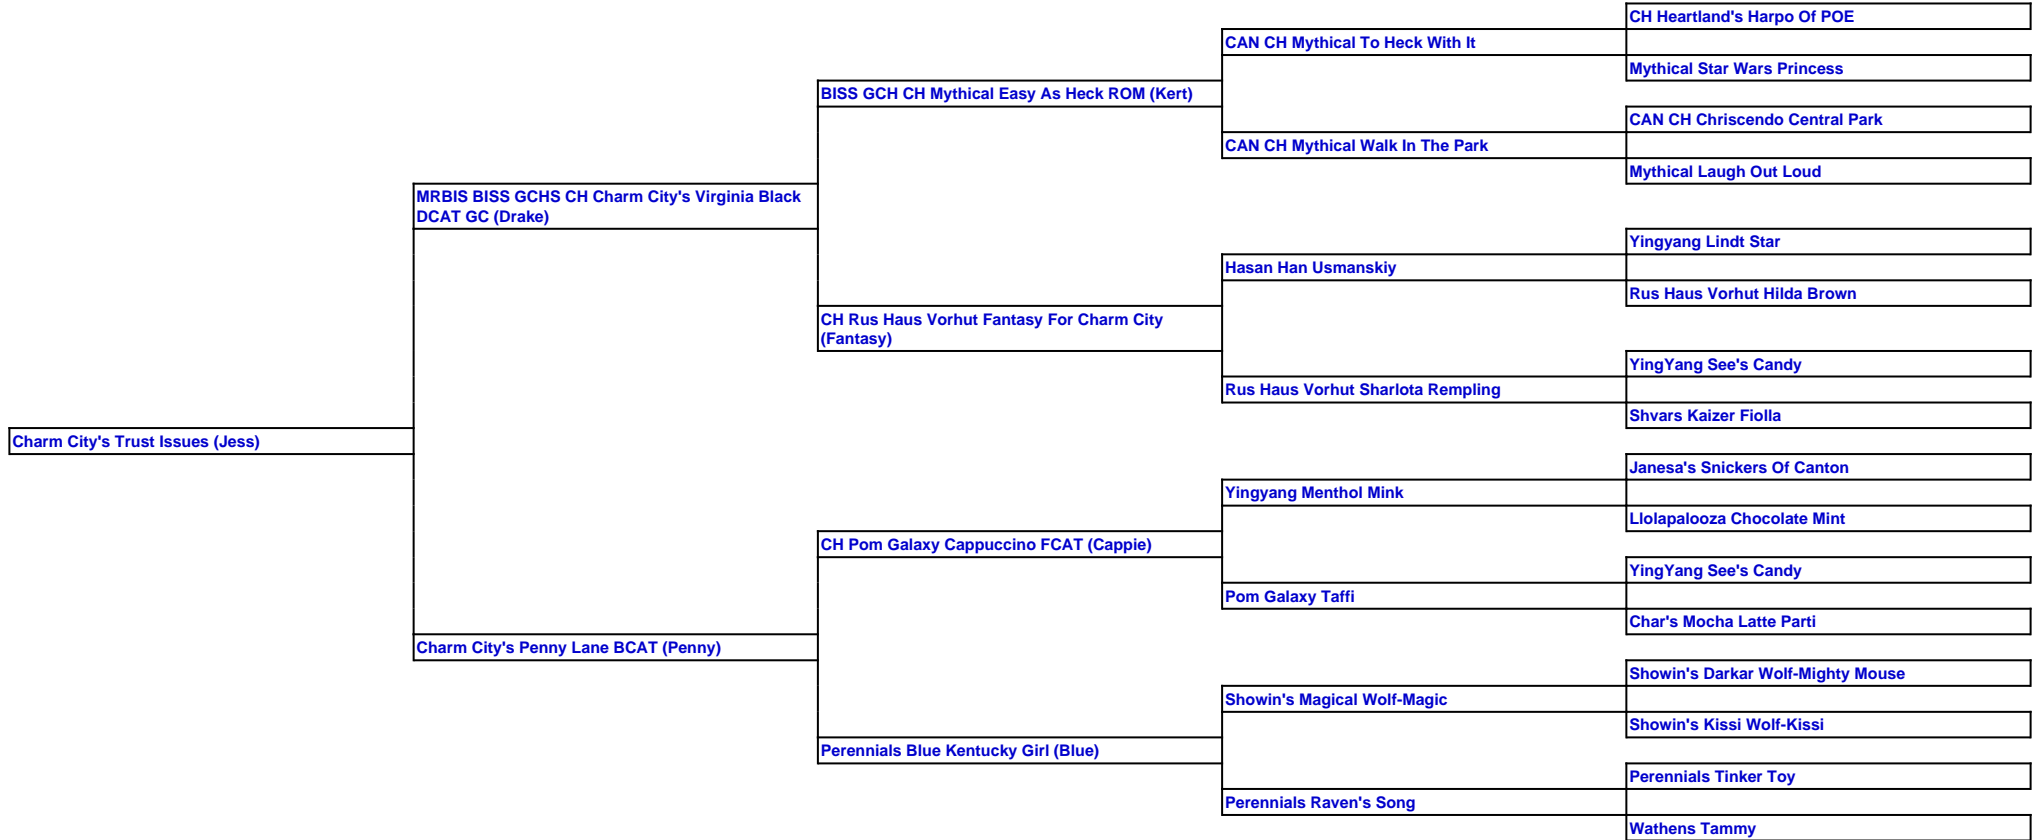 CH Heartland's Harpo Of POE
CAN CH Mythical To Heck With It
Mythical Star Wars Princess
BISS GCH CH Mythical Easy As Heck ROM (Kert)
CAN CH Chriscendo Central Park
CAN CH Mythical Walk In The Park
Mythical Laugh Out Loud
MRBIS BISS GCHS CH Charm City's Virginia Black
DCAT GC (Drake)
Yingyang Lindt Star
Hasan Han Usmanskiy
Rus Haus Vorhut Hilda Brown
CH Rus Haus Vorhut Fantasy For Charm City
(Fantasy)
YingYang See's Candy
Rus Haus Vorhut Sharlota Rempling
Shvars Kaizer Fiolla
Charm City's Trust Issues (Jess)
Janesa's Snickers Of Canton
Yingyang Menthol Mink
Llolapalooza Chocolate Mint
CH Pom Galaxy Cappuccino FCAT (Cappie)
YingYang See's Candy
Pom Galaxy Taffi
Char's Mocha Latte Parti
Charm City's Penny Lane BCAT (Penny)
Showin's Darkar Wolf-Mighty Mouse
Showin's Magical Wolf-Magic
Showin's Kissi Wolf-Kissi
Perennials Blue Kentucky Girl (Blue)
Perennials Tinker Toy
Perennials Raven's Song
Wathens Tammy